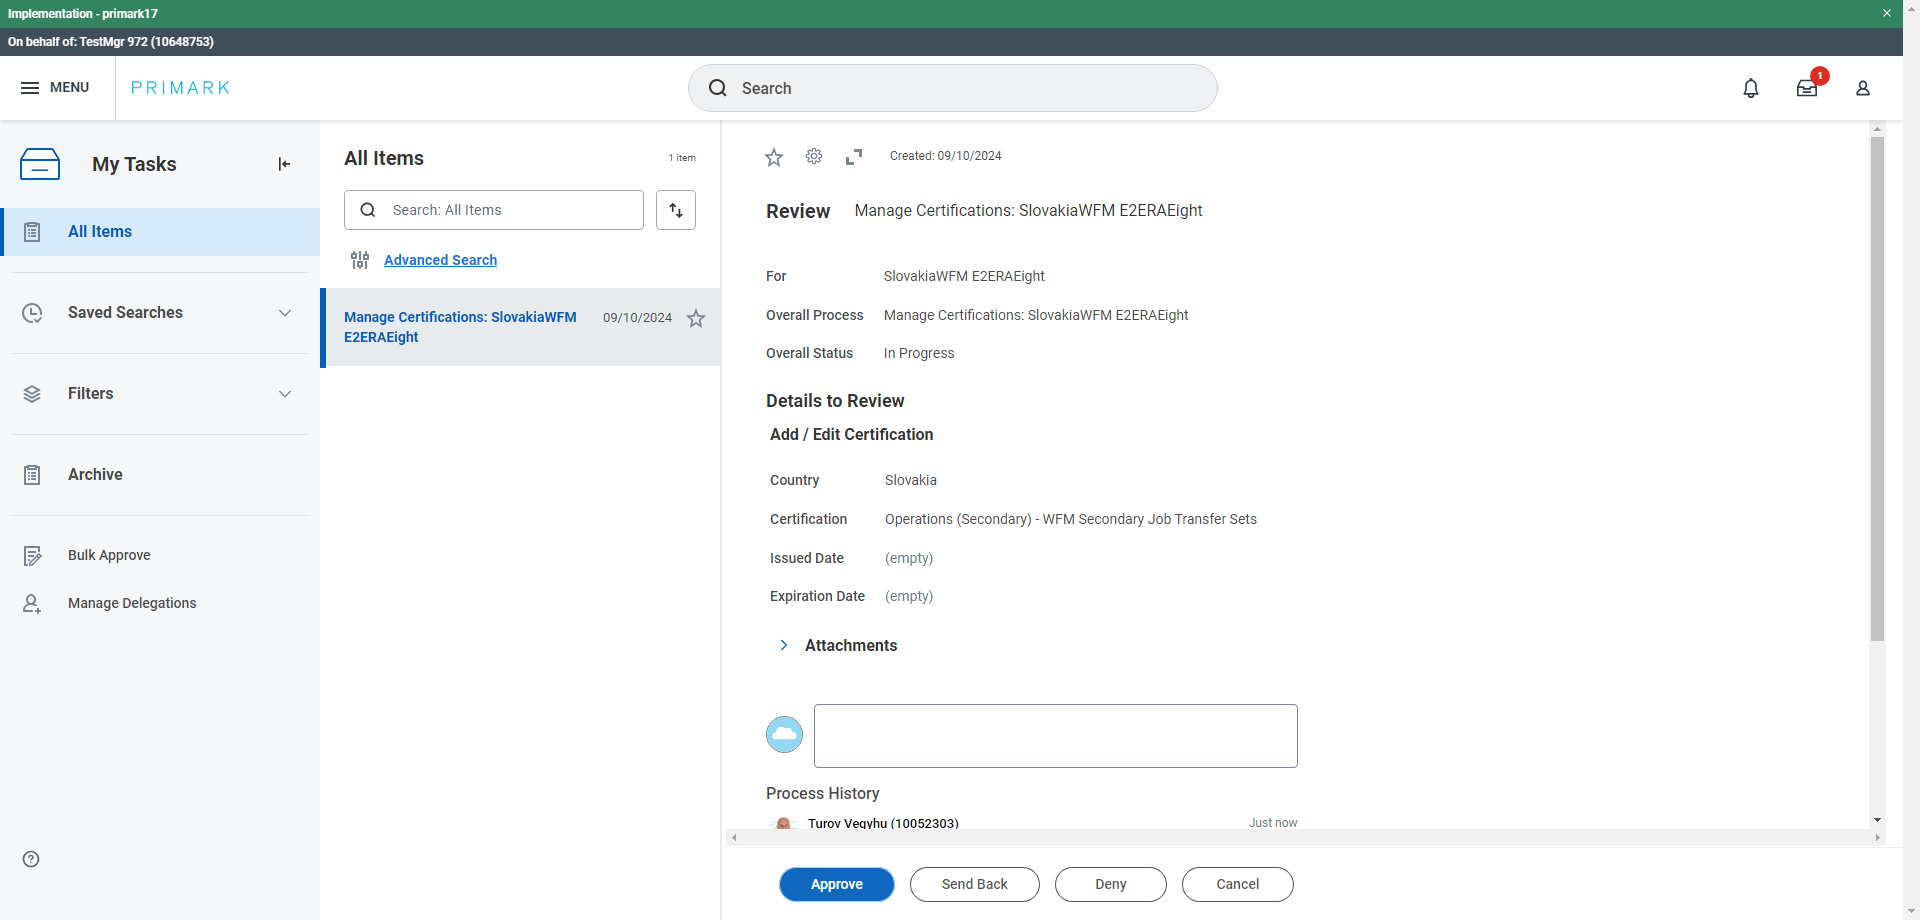 Implementation - primark17
On behalf of: TestMgr 972 (10648753)
MENU
PRIMARK
Search
1
My Tasks
All Items
Saved Searches
Filters
Archive
Bulk Approve
Manage Delegations
All Items
1 item
Search: All Items
Advanced Search
Manage Certifications: SlovakiaWFM
E2ERAEight
09/10/2024
Created: 09/10/2024
Review Manage Certifications: SlovakiaWFM E2ERAEight
For SlovakiaWFM E2ERAEight
Overall Process Manage Certifications: SlovakiaWFM E2ERAEight
Overall Status In Progress
Details to Review
Add / Edit Certification
Country Slovakia
Certification Operations (Secondary) - WFM Secondary Job Transfer Sets
Issued Date (empty)
Expiration Date (empty)
Attachments
Process History
Turov Vegyhu (10052303) Just now
Approve Send Back Deny Cancel